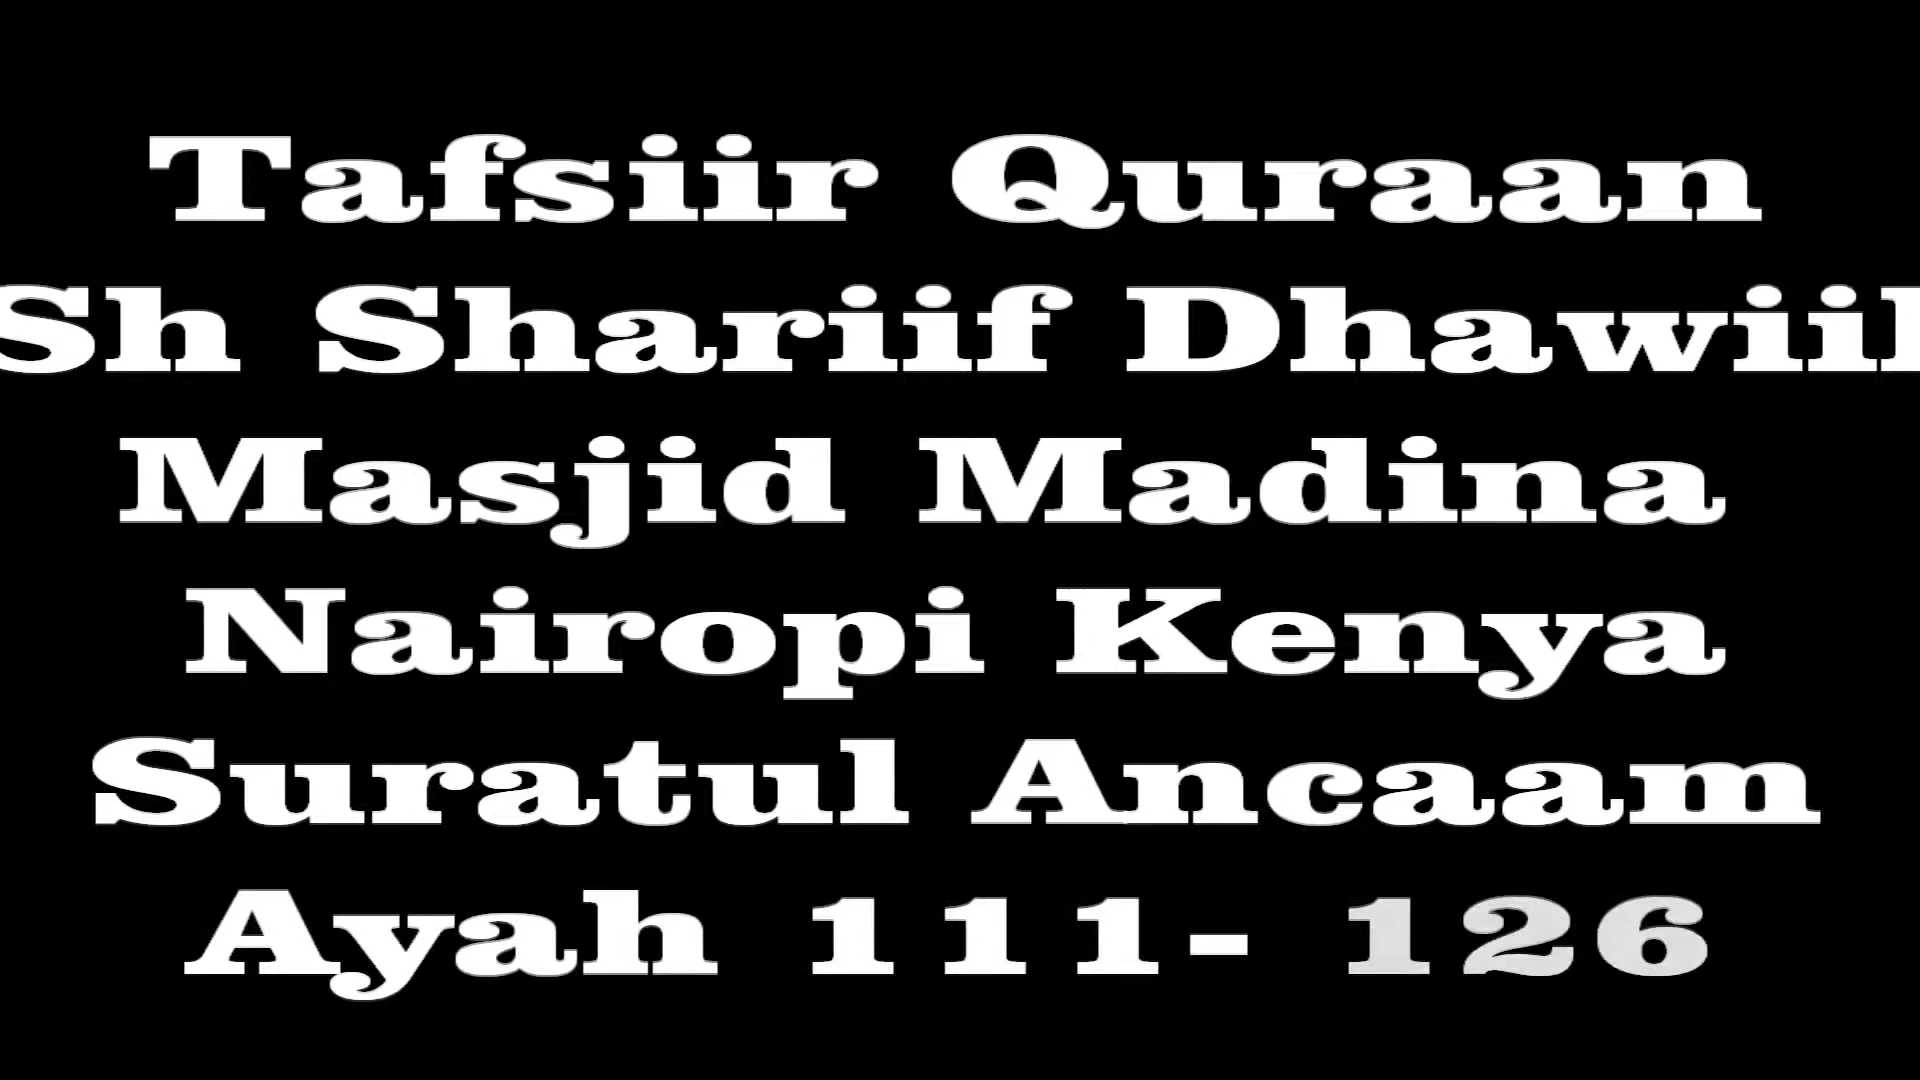 Tafsiir Quraan
Sh Shariif Dhawiil
Masjid Madina
Nairopi Kenya
Suratul Ancaam
Ayah 111- 126